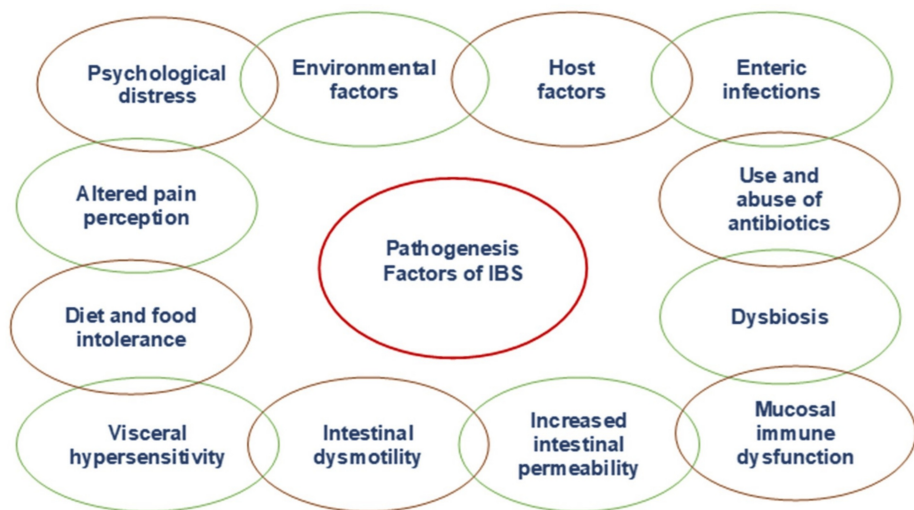 Psychological
distress
Environmental
factors
Host
factors
Enteric
infections
Altered pain
perception
Use and
abuse of
antibiotics
Pathogenesis
Factors of IBS
Diet and food
intolerance
Dysbiosis
Visceral
hypersensitivity
Intestinal
dysmotility
Increased
intestinal
permeability
Mucosal
immune
dysfunction